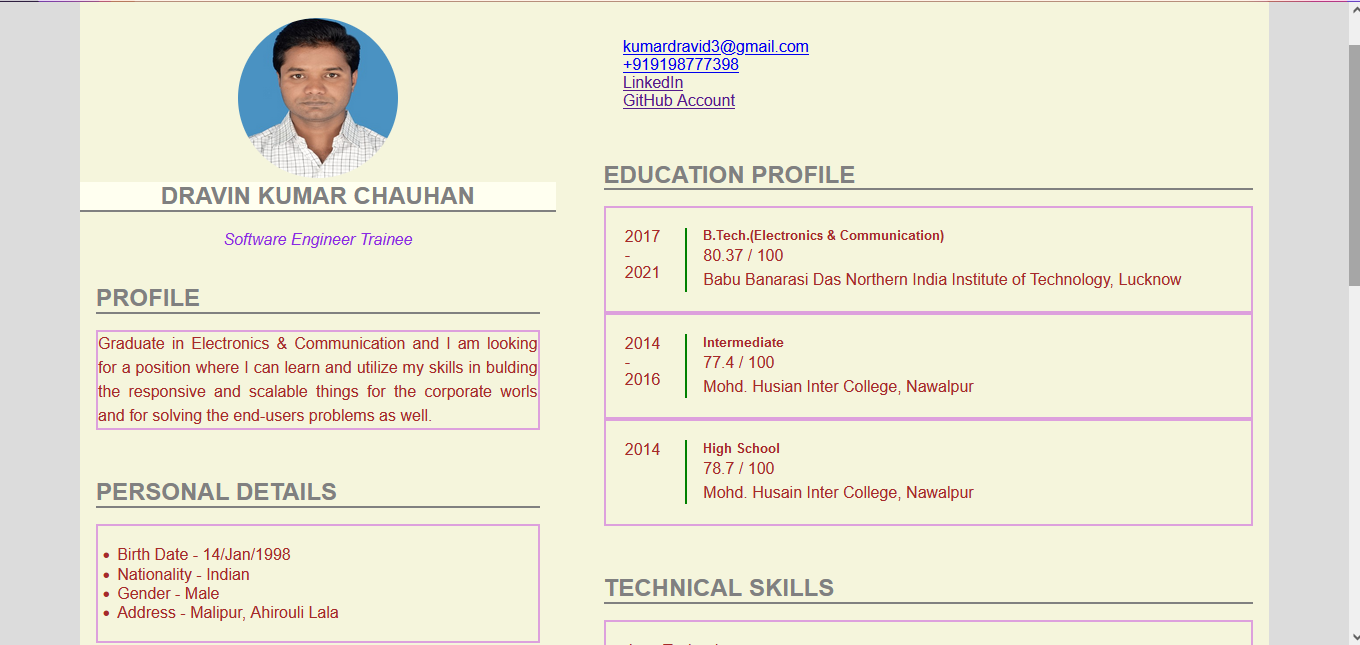 DRAVIN KUMAR CHAUHAN
Software Engineer Trainee
PROFILE
Graduate in Electronics & Communication and I am looking
for a position where I can learn and utilize my skills in bulding
the responsive and scalable things for the corporate worls
and for solving the end-users problems as well.
PERSONAL DETAILS
Birth Date - 14/Jan/1998
Nationality - Indian
Gender - Male
Address - Malipur, Ahirouli Lala
kumardravid3@gmail.com
+919198777398
LinkedIn
GitHub Account
EDUCATION PROFILE
2017
-
2021
B.Tech.(Electronics & Communication)
80.37 / 100
Babu Banarasi Das Northern India Institute of Technology, Lucknow
2014
-
2016
Intermediate
77.4 / 100
Mohd. Husian Inter College, Nawalpur
2014
High School
78.7 / 100
Mohd. Husain Inter College, Nawalpur
TECHNICAL SKILLS